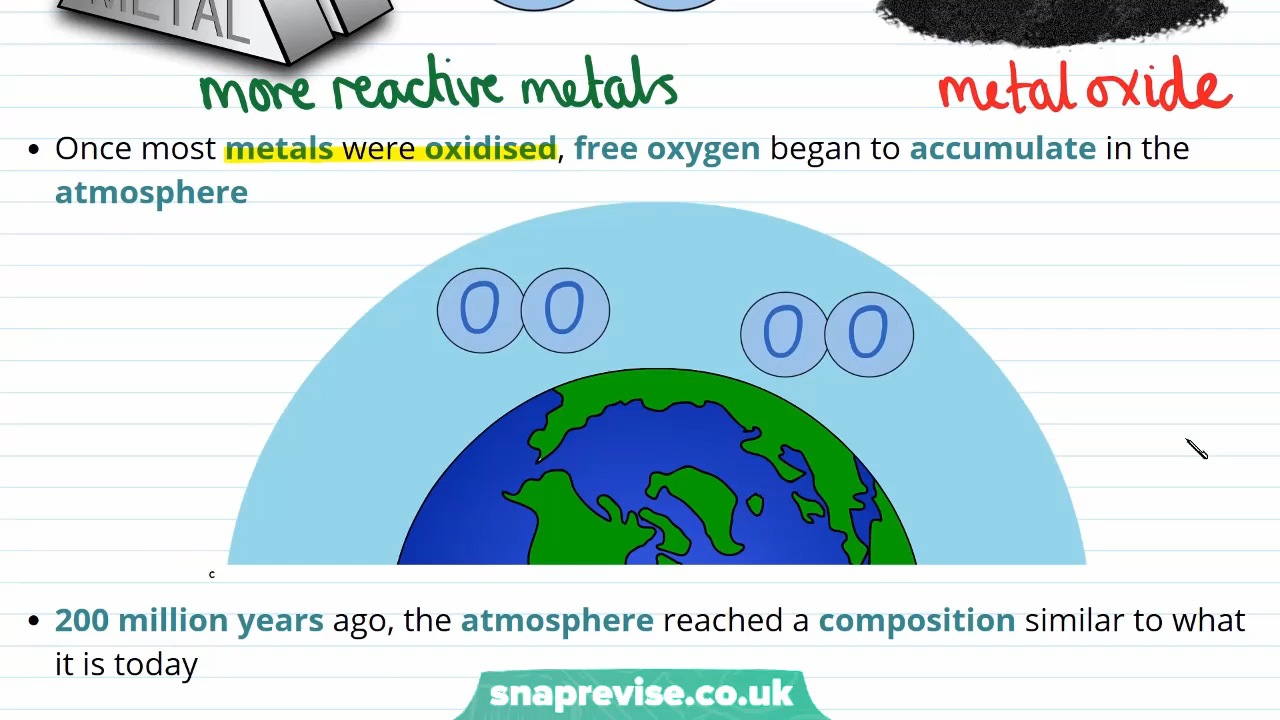 METAL
more reactive metals
metal oxide
• Once most metals were oxidised, free oxygen began to accumulate in the
atmosphere
O O O O
c
• 200 million years ago, the atmosphere reached a composition similar to what
it is today
snaprevise.co.uk